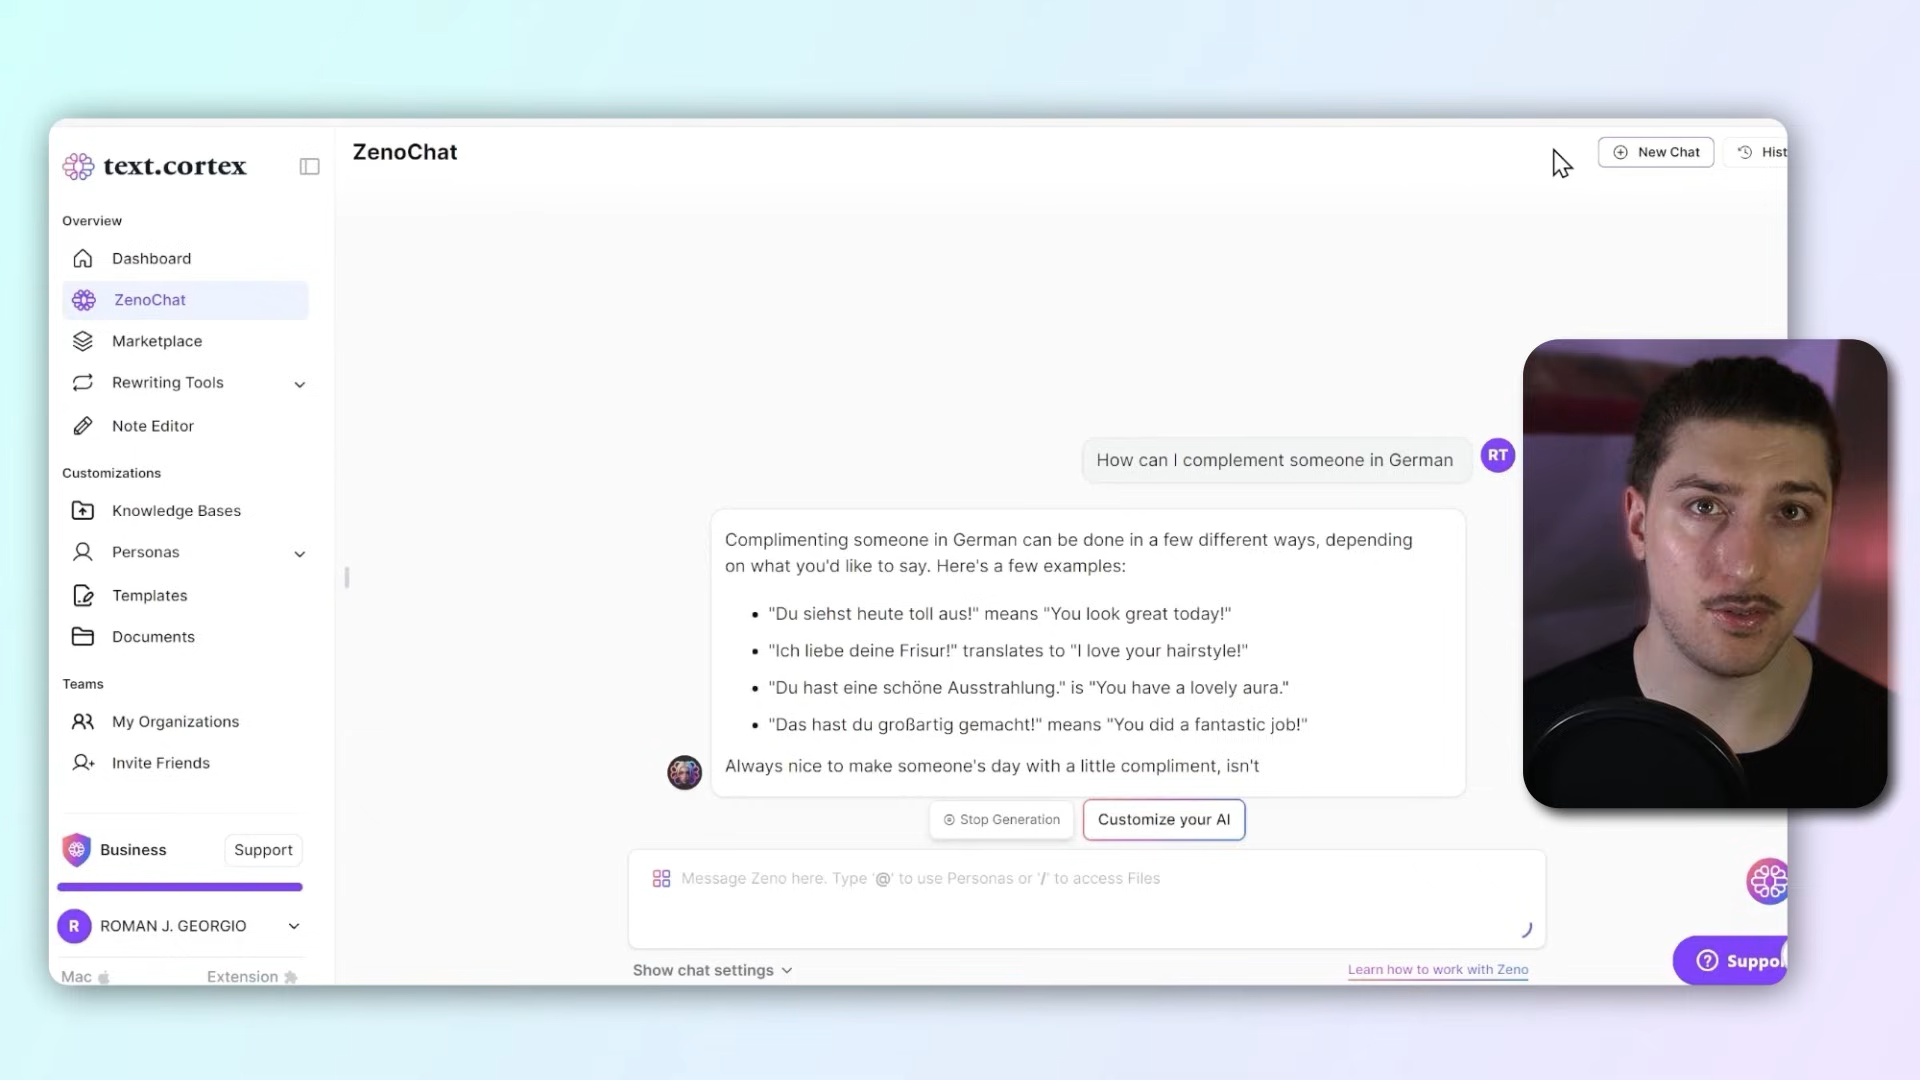 text.cortex
ZenoChat
New Chat
Hist
Overview
Dashboard
ZenoChat
Marketplace
Rewriting Tools
Note Editor
Customizations
Knowledge Bases
Personas
Templates
Documents
Teams
My Organizations
Invite Friends
Business
Support
R
ROMAN J. GEORGIO
Mac
Extension
How can I complement someone in German
RT
Complimenting someone in German can be done in a few different ways, depending
on what you'd like to say. Here's a few examples:
• "Du siehst heute toll aus!" means "You look great today!"
• "Ich liebe deine Frisur!" translates to "I love your hairstyle!"
• "Du hast eine schöne Ausstrahlung." is "You have a lovely aura."
• "Das hast du großartig gemacht!" means "You did a fantastic job!"
Always nice to make someone's day with a little compliment, isn't
Stop Generation
Customize your AI
Message Zeno here. Type '@' to use Personas or '/' to access Files
Show chat settings
Learn how to work with Zeno
Suppo